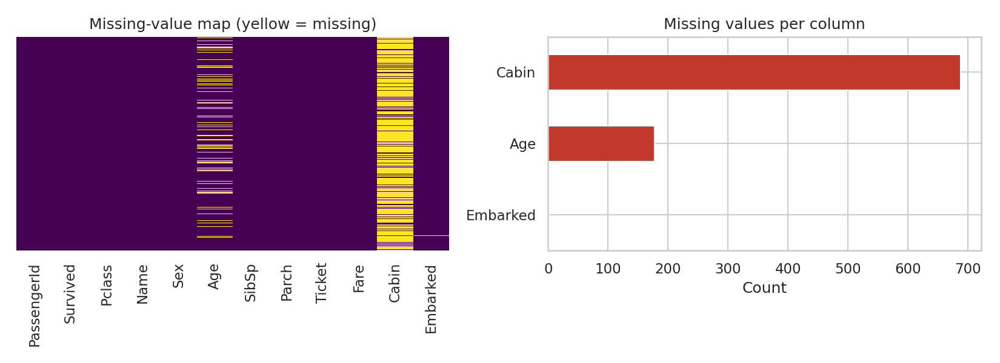 Missing-value map (yellow = missing)
PassengerId
Survived
Pclass
Name
Sex
Age
SibSp
Parch
Ticket
Fare
Cabin
Embarked
Missing values per column
Cabin
Age
Embarked
0 100 200 300 400 500 600 700
Count